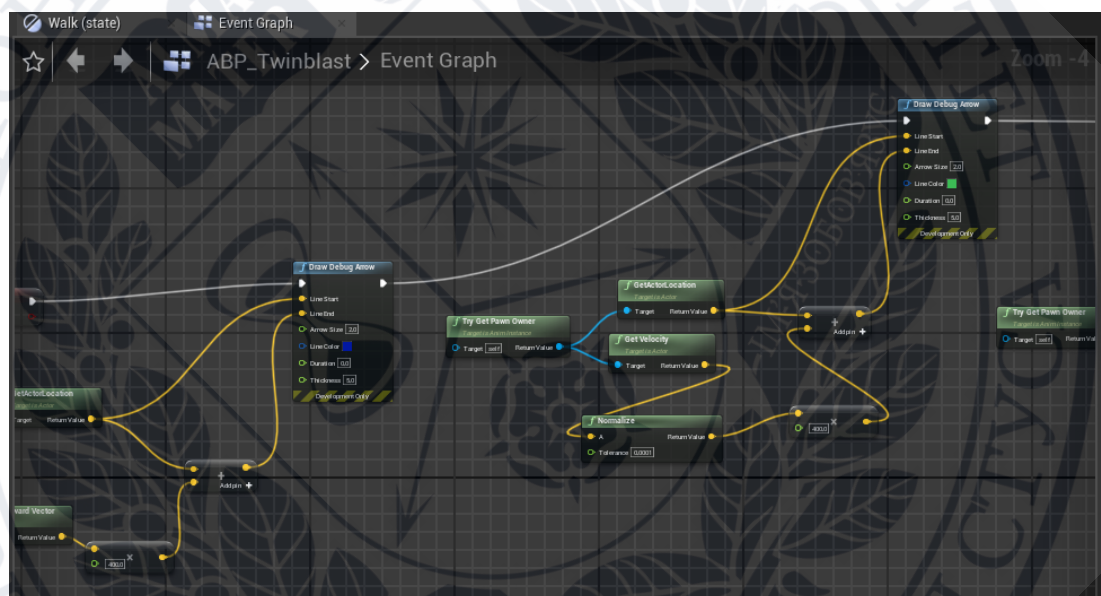 Walk (state)
Event Graph
ABP_Twinblast > Event Graph
Zoom -4
Draw Debug Arrow
Line Start
Line End
Arrow Size 2,0
Line Color
Duration 0,0
Thickness 5,0
Development Only
Draw Debug Arrow
Line Start
Line End
Arrow Size 2,0
Line Color
Duration 0,0
Thickness 5,0
Development Only
GetActorLocation
Target is Actor
Target Return Value
Try Get Pawn Owner
Target is Anim Instance
Target self Return Value
Get Velocity
Target is Actor
Target Return Value
+
Add pin +
Try Get Pawn Owner
Target is Anim Instance
Target self
GetActorLocation
Target is Actor
Target Return Value
Normalize
A Return Value
Tolerance 0,0001
400,0 ×
+
Add pin +
ward Vector
Return Value
400,0 ×